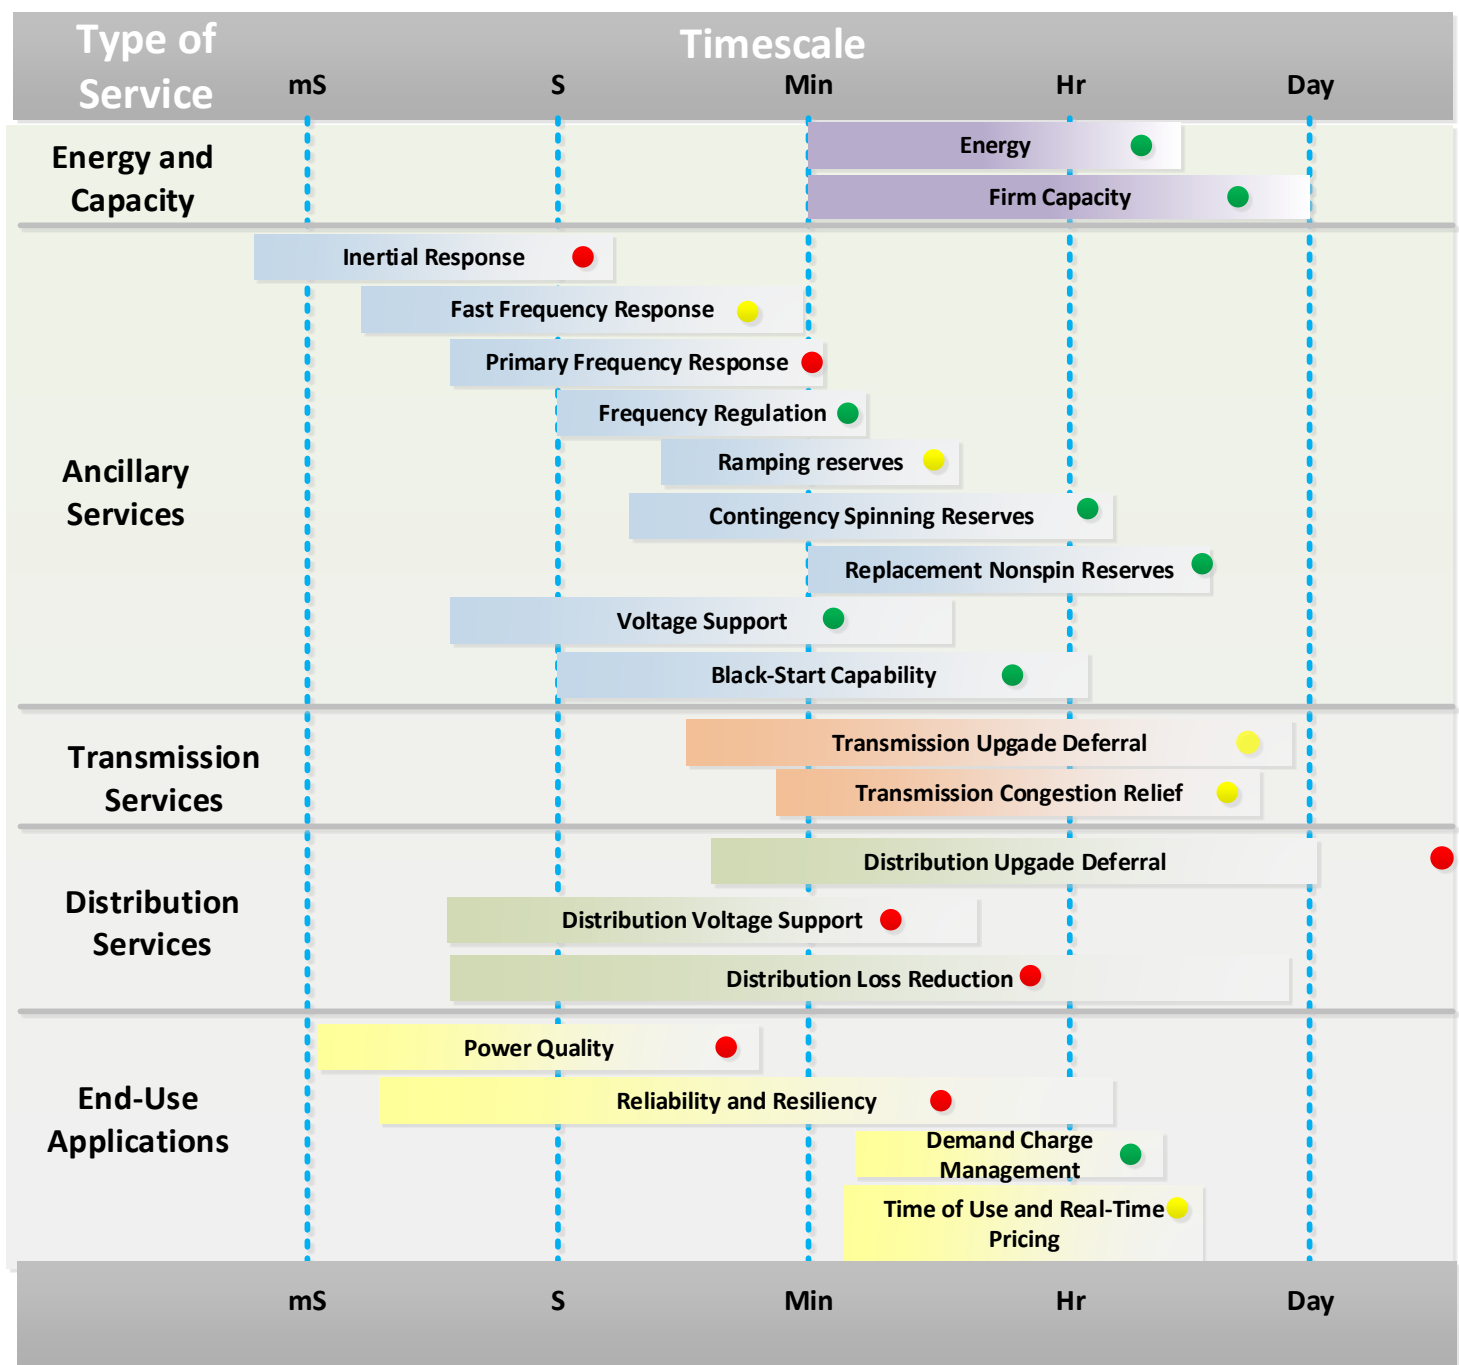 Type of
Service
Timescale
mS S Min Hr Day
Energy and
Capacity
Energy
Firm Capacity
Ancillary
Services
Inertial Response
Fast Frequency Response
Primary Frequency Response
Frequency Regulation
Ramping reserves
Contingency Spinning Reserves
Replacement Nonspin Reserves
Voltage Support
Black-Start Capability
Transmission
Services
Transmission Upgade Deferral
Transmission Congestion Relief
Distribution
Services
Distribution Upgade Deferral
Distribution Voltage Support
Distribution Loss Reduction
End-Use
Applications
Power Quality
Reliability and Resiliency
Demand Charge
Management
Time of Use and Real-Time
Pricing
mS S Min Hr Day